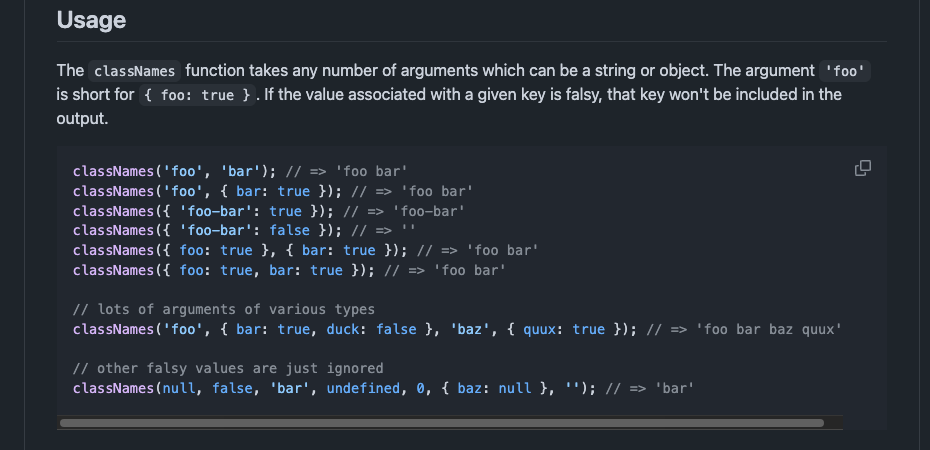 Usage
The classNames function takes any number of arguments which can be a string or object. The argument 'foo'
is short for { foo: true }. If the value associated with a given key is falsy, that key won't be included in the
output.
classNames('foo', 'bar'); // => 'foo bar'
classNames('foo', { bar: true }); // => 'foo bar'
classNames({ 'foo-bar': true }); // => 'foo-bar'
classNames({ 'foo-bar': false }); // => ''
classNames({ foo: true }, { bar: true }); // => 'foo bar'
classNames({ foo: true, bar: true }); // => 'foo bar'
// lots of arguments of various types
classNames('foo', { bar: true, duck: false }, 'baz', { quux: true }); // => 'foo bar baz quux'
// other falsy values are just ignored
classNames(null, false, 'bar', undefined, 0, { baz: null }, ''); // => 'bar'